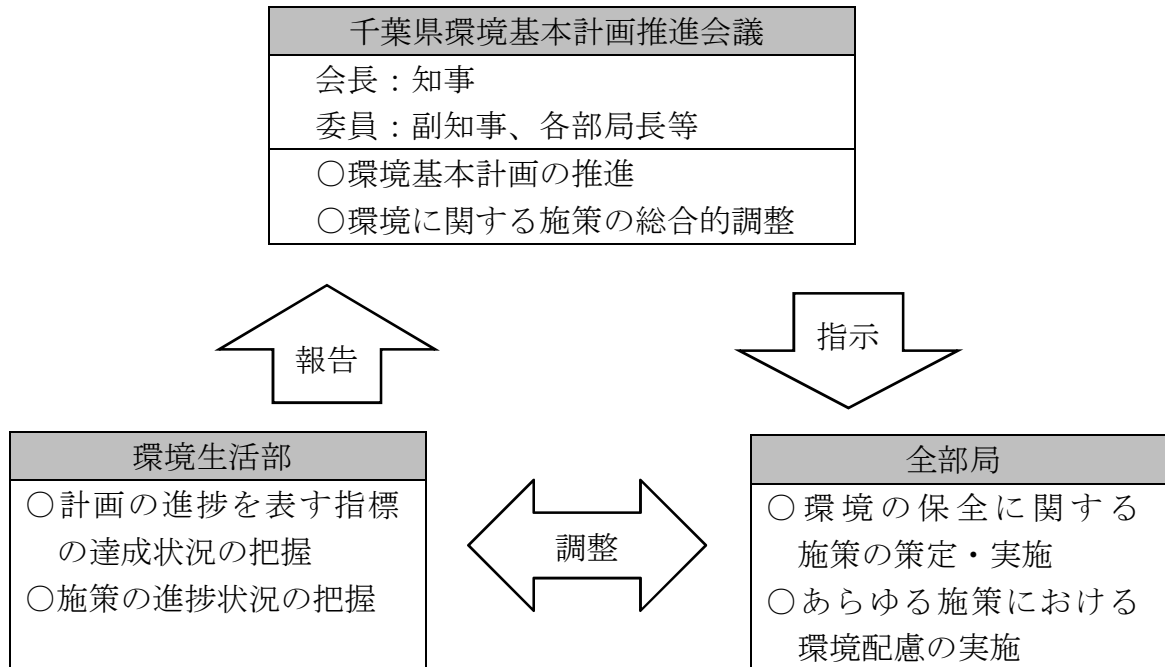 千葉県環境基本計画推進会議
会長：知事
委員：副知事、各部局長等
○環境基本計画の推進
○環境に関する施策の総合的調整
報告
指示
環境生活部
○計画の進捗を表す指標
の達成状況の把握
○施策の進捗状況の把握
調整
全部局
○環境の保全に関する
施策の策定・実施
○あらゆる施策における
環境配慮の実施